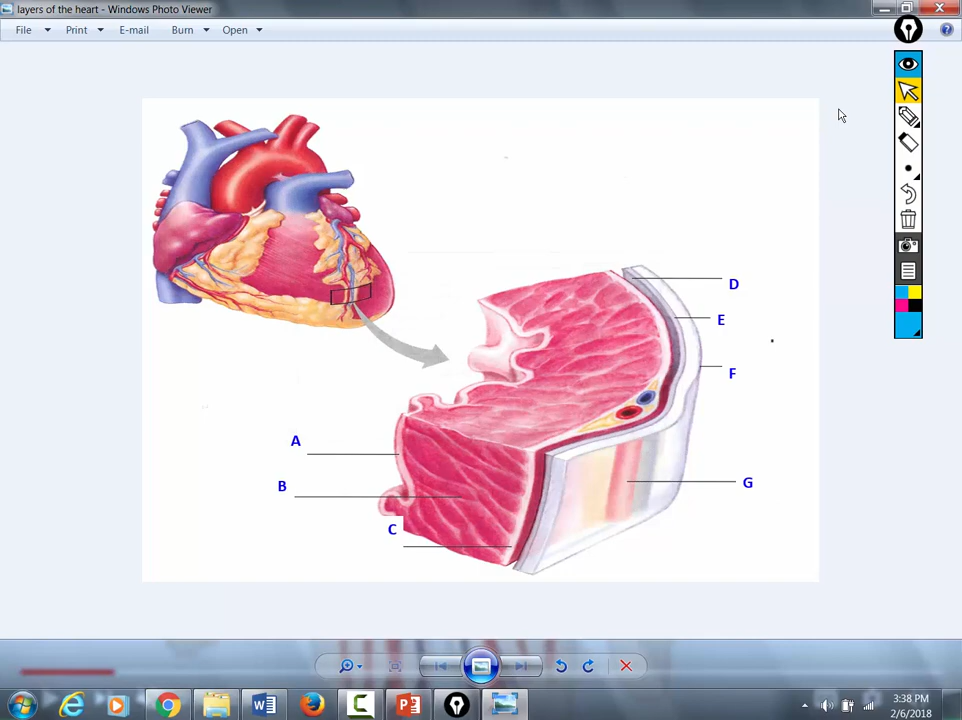 layers of the heart - Windows Photo Viewer
File Print E-mail Burn Open
D
E
F
A
B
G
C
3:38 PM
2/6/2018